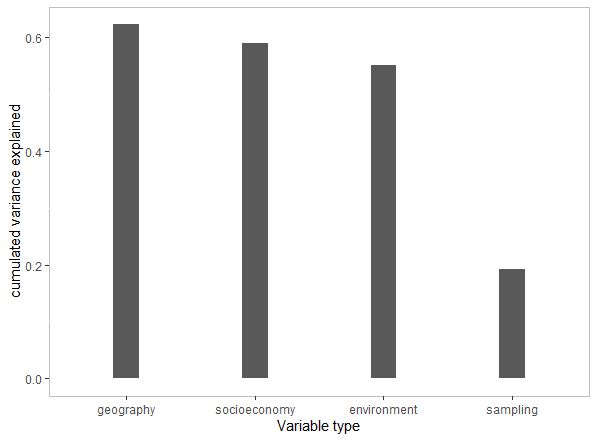 cumulated variance explained
0.6
0.4
0.2
0.0
geography socioeconomy environment sampling
Variable type